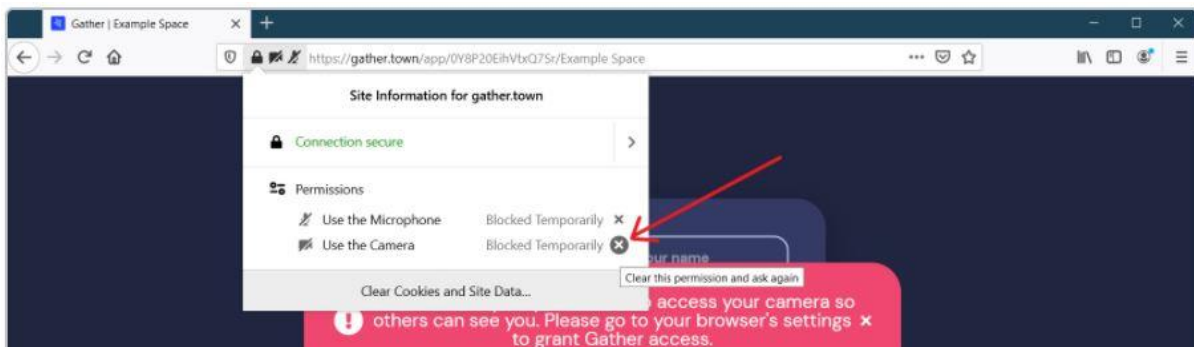 Gather | Example Space
https://gather.town/app/0Y8P20EihVtxQ7Sr/Example Space
Site Information for gather.town
Connection secure
Permissions
Use the Microphone Blocked Temporarily
Use the Camera Blocked Temporarily
your name
Clear this permission and ask again
Clear Cookies and Site Data...
access your camera so
others can see you. Please go to your browser's settings
to grant Gather access.